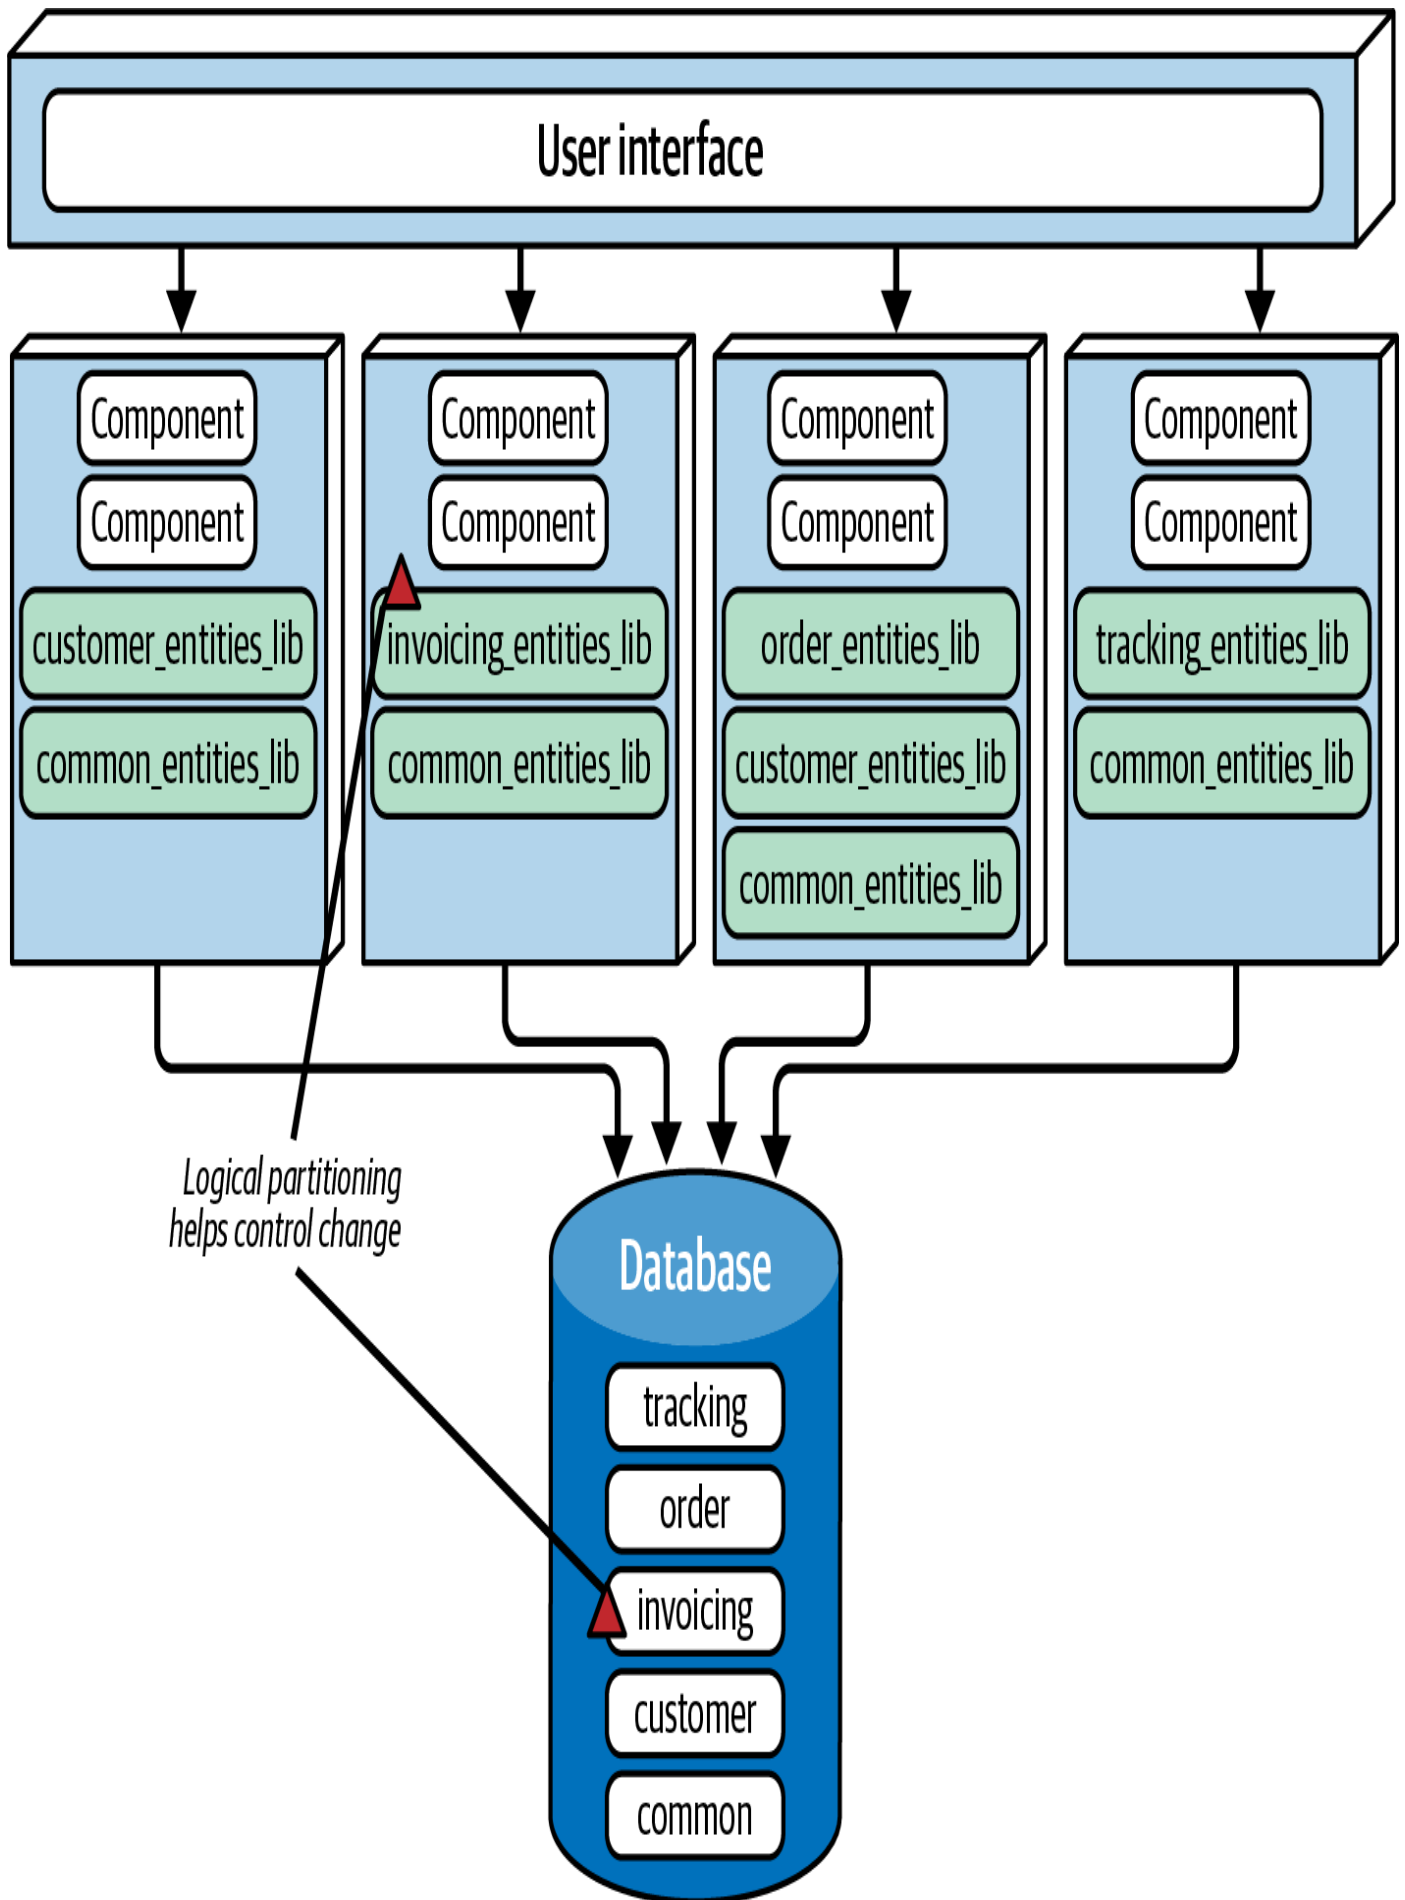 User interface
Component
Component
customer_entities_lib
common_entities_lib
Component
Component
invoicing_entities_lib
common_entities_lib
Component
Component
order_entities_lib
customer_entities_lib
common_entities_lib
Component
Component
tracking_entities_lib
common_entities_lib
Logical partitioning
helps control change
Database
tracking
order
invoicing
customer
common